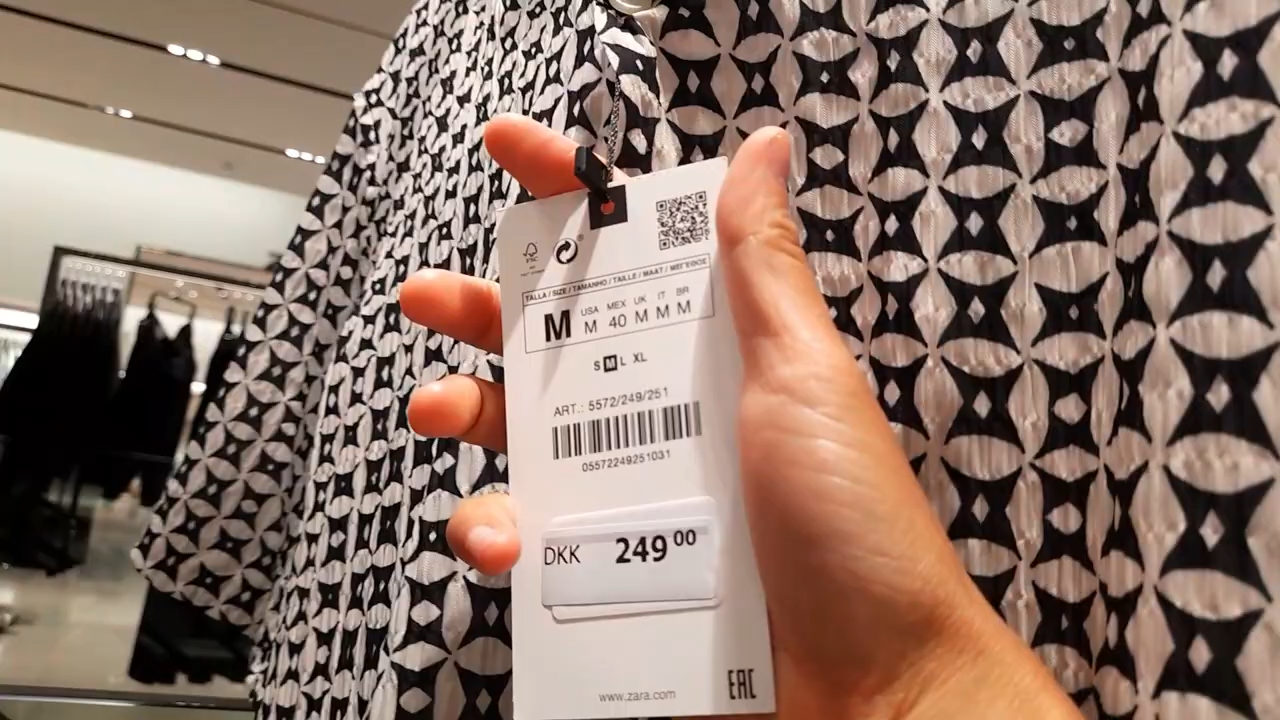 FSC
TALLA / SIZE / TAMANHO / TAILLE / MAAT / ΜΕΓΕΘΟΣ
M
USA MEX UK IT BR
M 40 M M M
S M L XL
ART.: 5572/249/251
05572249251031
DKK 249 00
www.zara.com
EAC